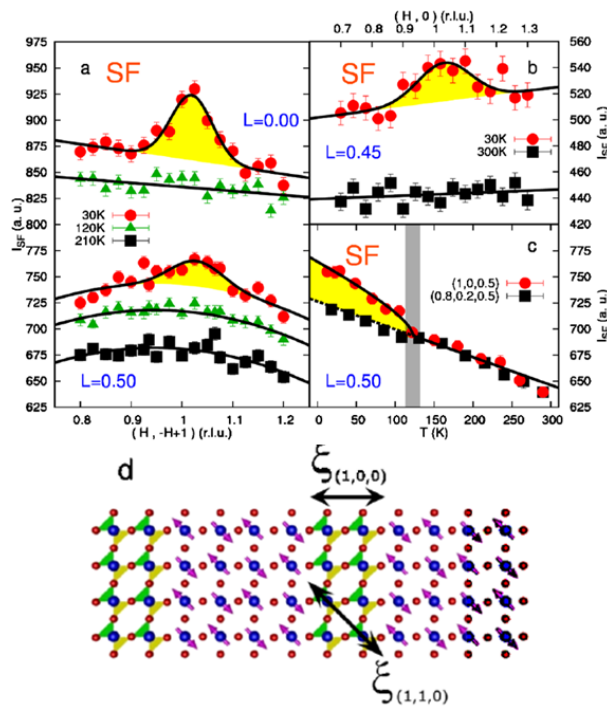 ( H , 0 ) (r.l.u.)
0.7 0.8 0.9 1 1.1 1.2 1.3
a
SF
L=0.00
30K
120K
210K
SF
L=0.50
975
950
925
900
875
850
825
800
775
750
725
700
675
650
625
I_SF (a. u.)
0.8 0.9 1.0 1.1 1.2
( H , -H+1 ) (r.l.u.)
b
SF
L=0.45
30K
300K
560
540
520
500
480
460
440
420
I_SF (a. u.)
c
SF
(1,0,0.5)
(0.8,0.2,0.5)
L=0.50
775
750
725
700
675
650
625
I_SF (a. u.)
0 50 100 150 200 250 300
T (K)
d
ξ(1,0,0)
ξ(1,1,0)